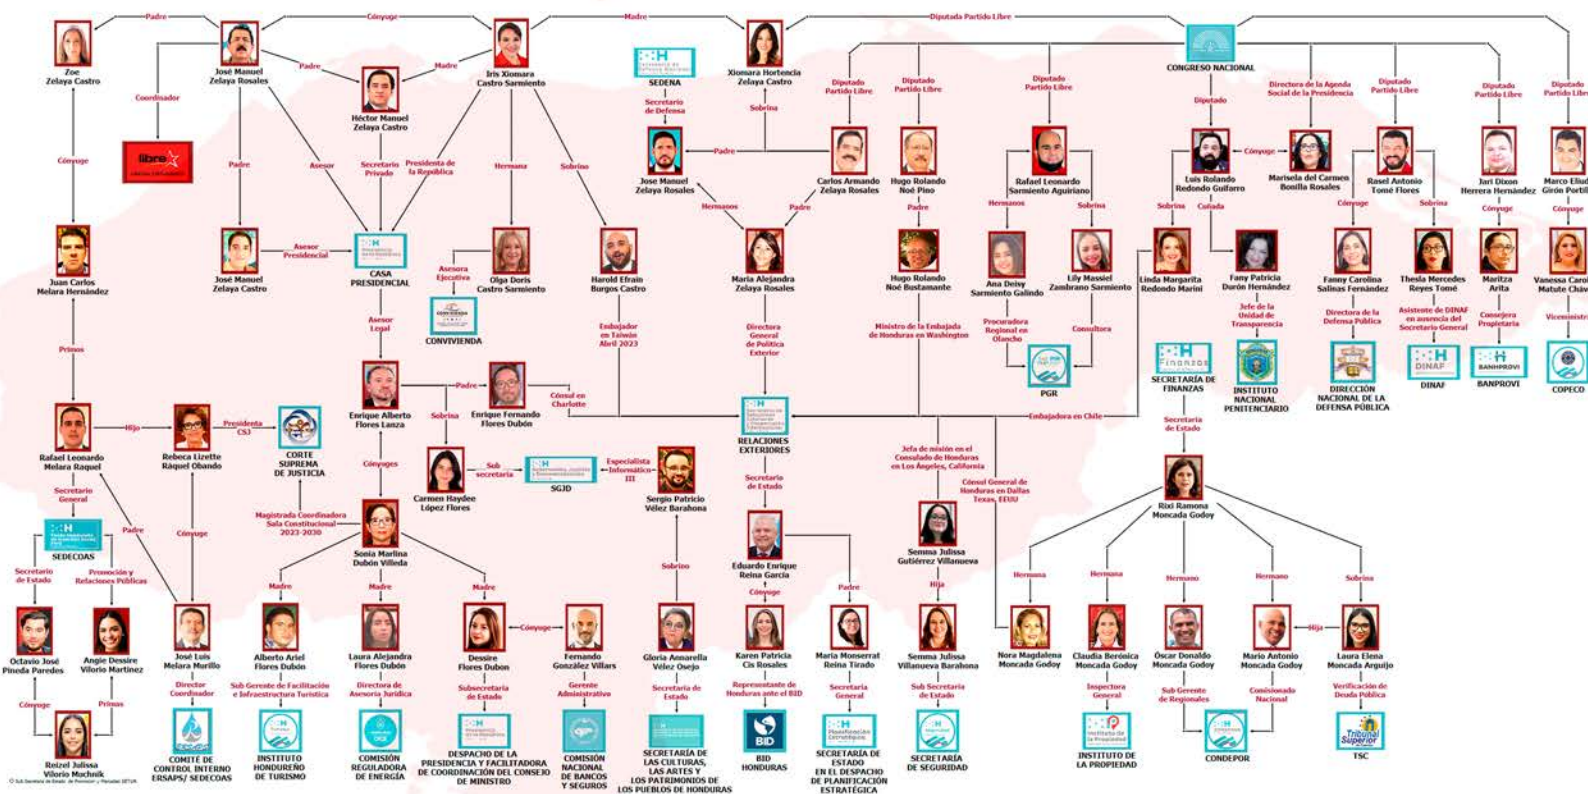 Padre
Cónyuge
Madre
Diputada Partido Libre
Zoe
Zelaya Castro
José Manuel
Zelaya Rosales
Padre
Madre
Iris Xiomara
Castro Sarmiento
Xiomara Hortencia
Zelaya Castro
CONGRESO NACIONAL
SEDENA
Coordinador
Héctor Manuel
Zelaya Castro
Secretario
de Defensa
Sobrina
Diputado
Partido Libre
Diputado
Partido Libre
Diputado
Partido Libre
Diputado
Directora de la Agenda
Social de la Presidencia
Diputado
Partido Libre
Diputado
Partido Libre
Diputado
Partido Libre
libre
Cónyuge
Padre
Asesor
Secretario
Privado
Presidenta de
la República
Hermana
Sobrino
Padre
Jose Manuel
Zelaya Rosales
Carlos Armando
Zelaya Rosales
Hugo Rolando
Noé Pino
Rafael Leonardo
Sarmiento Aguiriano
Luis Rolando
Redondo Guifarro
Cónyuge
Marisela del Carmen
Bonilla Rosales
Rasel Antonio
Tomé Flores
Jari Dixon
Herrera Hernández
Marco Eliud
Girón Portill
Hermanos
Padre
Padre
Hermanos
Sobrina
Sobrina
Cuñada
Cónyuge
Sobrina
Cónyuge
Cónyuge
Juan Carlos
Melara Hernández
José Manuel
Zelaya Castro
Asesor
Presidencial
CASA
PRESIDENCIAL
Asesora
Ejecutiva
Olga Doris
Castro Sarmiento
Harold Efraín
Burgos Castro
Maria Alejandra
Zelaya Rosales
Hugo Rolando
Noé Bustamante
Ana Deisy
Sarmiento Galindo
Lily Massiel
Zambrano Sarmiento
Linda Margarita
Redondo Marini
Fany Patricia
Durón Hernández
Fanny Carolina
Salinas Fernández
Thesla Mercedes
Reyes Tomé
Maritza
Arita
Vanessa Carol
Matute Cháv
CONVIVIENDA
Primos
Asesor
Legal
Embajador
en Taiwán
Abril 2023
Directora
General
de Política
Exterior
Ministro de la Embajada
de Honduras en Washington
Procuradora
Regional en
Olancho
Consultora
PGR
Finanzas
SECRETARÍA DE
FINANZAS
Jefe de la
Unidad de
Transparencia
INSTITUTO
NACIONAL
PENITENCIARIO
Directora de la
Defensa Pública
DIRECCIÓN
NACIONAL DE LA
DEFENSA PÚBLICA
Asistente de DINAF
en ausencia del
Secretario General
DINAF
DINAF
Consejera
Propietaria
BANHPROVI
BANPROVI
Viceministra
COPECO
Rafael Leonardo
Melara Raquel
Hijo
Rebeca Lizette
Ráquel Obando
Presidenta
CSJ
CORTE
SUPREMA
DE JUSTICIA
Enrique Alberto
Flores Lanza
Padre
Enrique Fernando
Flores Dubón
Cónsul en
Charlotte
RELACIONES
EXTERIORES
Embajadora en Chile
Secretaria
de Estado
Sobrina
Cónyuges
Carmen Haydee
López Flores
Sub
secretaria
SGJD
Especialista
Informático
III
Sergio Patricio
Vélez Barahona
Secretario
de Estado
Jefa de misión en el
Consulado de Honduras
en Los Ángeles, California
Cónsul General de
Honduras en Dallas
Texas, EEUU
Rixi Ramona
Moncada Godoy
Secretario
General
SEDECOAS
Padre
Cónyuge
Magistrada Coordinadora
Sala Constitucional
2023-2030
Sonia Marlina
Dubón Villeda
Eduardo Enrique
Reina García
Semma Julissa
Gutiérrez Villanueva
Secretario
de Estado
Promoción y
Relaciones Públicas
Madre
Madre
Madre
Sobrino
Cónyuge
Padre
Hija
Hermana
Hermana
Hermano
Hermano
Sobrina
Octavio José
Pineda Paredes
Angie Dessire
Vilorio Martínez
José Luis
Melara Murillo
Alberto Ariel
Flores Dubón
Laura Alejandra
Flores Dubón
Dessire
Flores Dubon
Cónyuge
Fernando
González Villars
Gloria Annarella
Vélez Osejo
Karen Patricia
Cis Rosales
Maria Monserrat
Reina Tirado
Semma Julissa
Villanueva Barahona
Nora Magdalena
Moncada Godoy
Claudia Berónica
Moncada Godoy
Óscar Donaldo
Moncada Godoy
Mario Antonio
Moncada Godoy
Hija
Laura Elena
Moncada Arguijo
Cónyuge
Primos
Reizel Julissa
Vilorio Muchnik
Director
Coordinador
COMITÉ DE
CONTROL INTERNO
ERSAPS/ SEDECOAS
Sub Gerente de Facilitación
e Infraestructura Turística
INSTITUTO
HONDUREÑO
DE TURISMO
Directora de
Asesoría Jurídica
COMISIÓN
REGULADORA
DE ENERGÍA
Subsecretaria
de Estado
DESPACHO DE LA
PRESIDENCIA Y FACILITADORA
DE COORDINACIÓN DEL CONSEJO
DE MINISTRO
Gerente
Administrativo
COMISIÓN
NACIONAL
DE BANCOS
Y SEGUROS
Secretaria de
Estado
SECRETARÍA DE
LAS CULTURAS,
LAS ARTES Y
LOS PATRIMONIOS DE
LOS PUEBLOS DE HONDURAS
Representante de
Honduras ante el BID
BID
BID
HONDURAS
Secretaria
General
SECRETARÍA DE
ESTADO
EN EL DESPACHO
DE PLANIFICACIÓN
ESTRATÉGICA
Sub Secretaria
de Estado
SECRETARÍA
DE SEGURIDAD
Inspectora
General
INSTITUTO DE
LA PROPIEDAD
Sub Gerente
de Regionales
Comisionado
Nacional
CONDEPOR
Verificación de
Deuda Pública
Tribunal
Superior
TSC